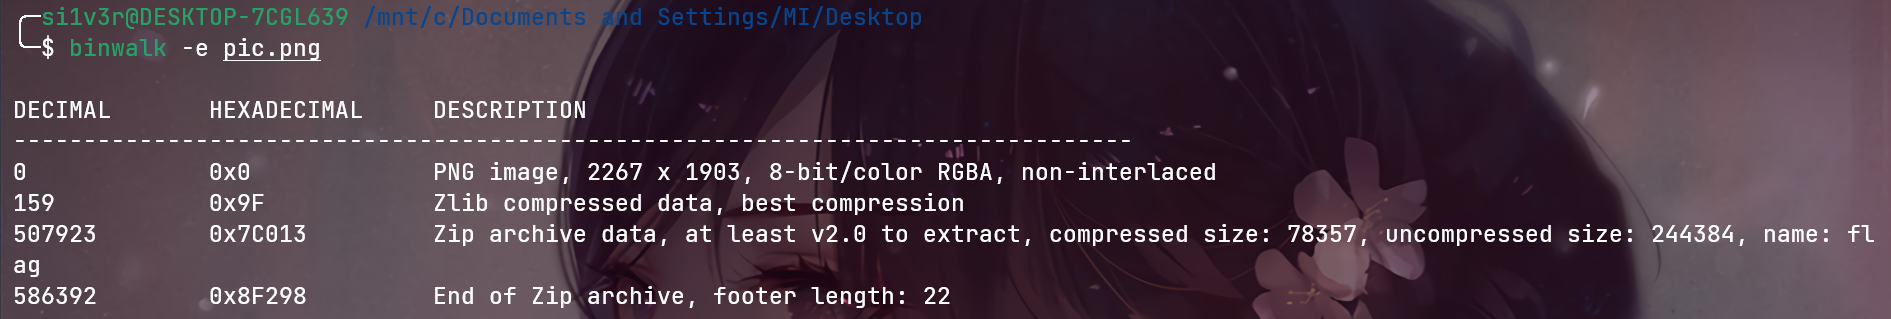 si1v3r@DESKTOP-7CGL639 /mnt/c/Documents and Settings/MI/Desktop
$ binwalk -e pic.png
DECIMAL       HEXADECIMAL     DESCRIPTION
--------------------------------------------------------------------------------
0             0x0             PNG image, 2267 x 1903, 8-bit/color RGBA, non-interlaced
159           0x9F            Zlib compressed data, best compression
507923        0x7C013         Zip archive data, at least v2.0 to extract, compressed size: 78357, uncompressed size: 244384, name: fl
ag
586392        0x8F298         End of Zip archive, footer length: 22